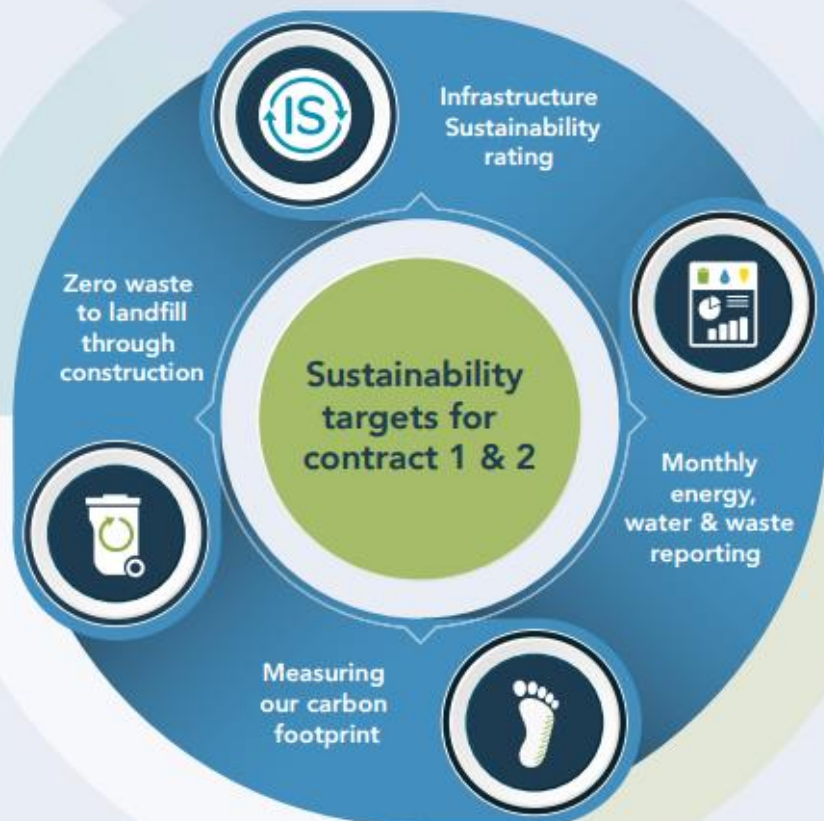 IS
Infrastructure
Sustainability
rating
Zero waste
to landfill
through
construction
Sustainability
targets for
contract 1 & 2
Monthly
energy,
water & waste
reporting
Measuring
our carbon
footprint